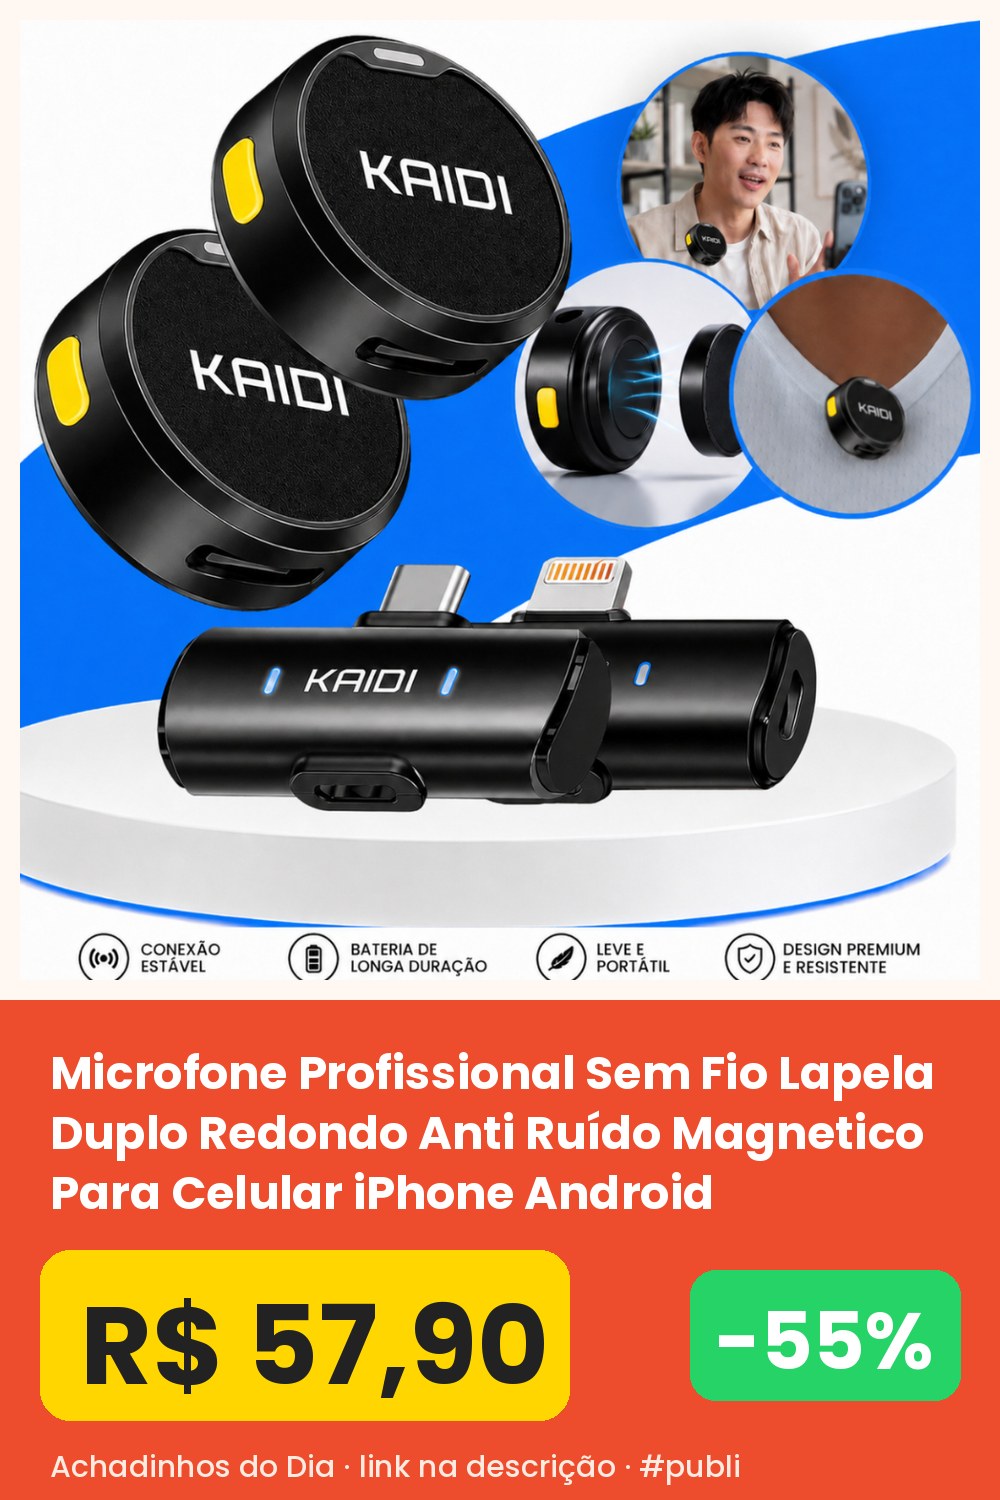 KAIDI
KAIDI
KAIDI
KAIDI
KAIDI
CONEXÃO
ESTÁVEL
BATERIA DE
LONGA DURAÇÃO
LEVE E
PORTÁTIL
DESIGN PREMIUM
E RESISTENTE
Microfone Profissional Sem Fio Lapela
Duplo Redondo Anti Ruído Magnetico
Para Celular iPhone Android
R$ 57,90
-55%
Achadinhos do Dia · link na descrição · #publi